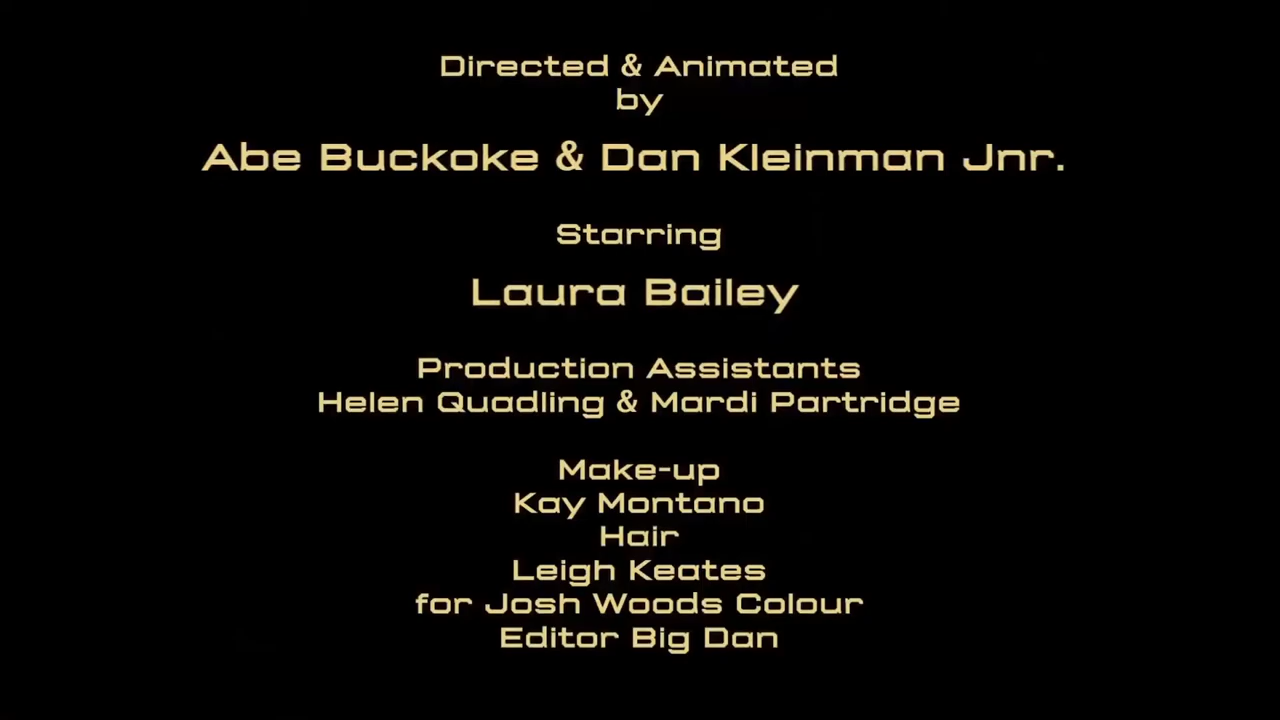 Directed & Animated
by
Abe Buckoke & Dan Kleinman Jnr.
Starring
Laura Bailey
Production Assistants
Helen Quadling & Mardi Partridge
Make-up
Kay Montano
Hair
Leigh Keates
for Josh Woods Colour
Editor Big Dan